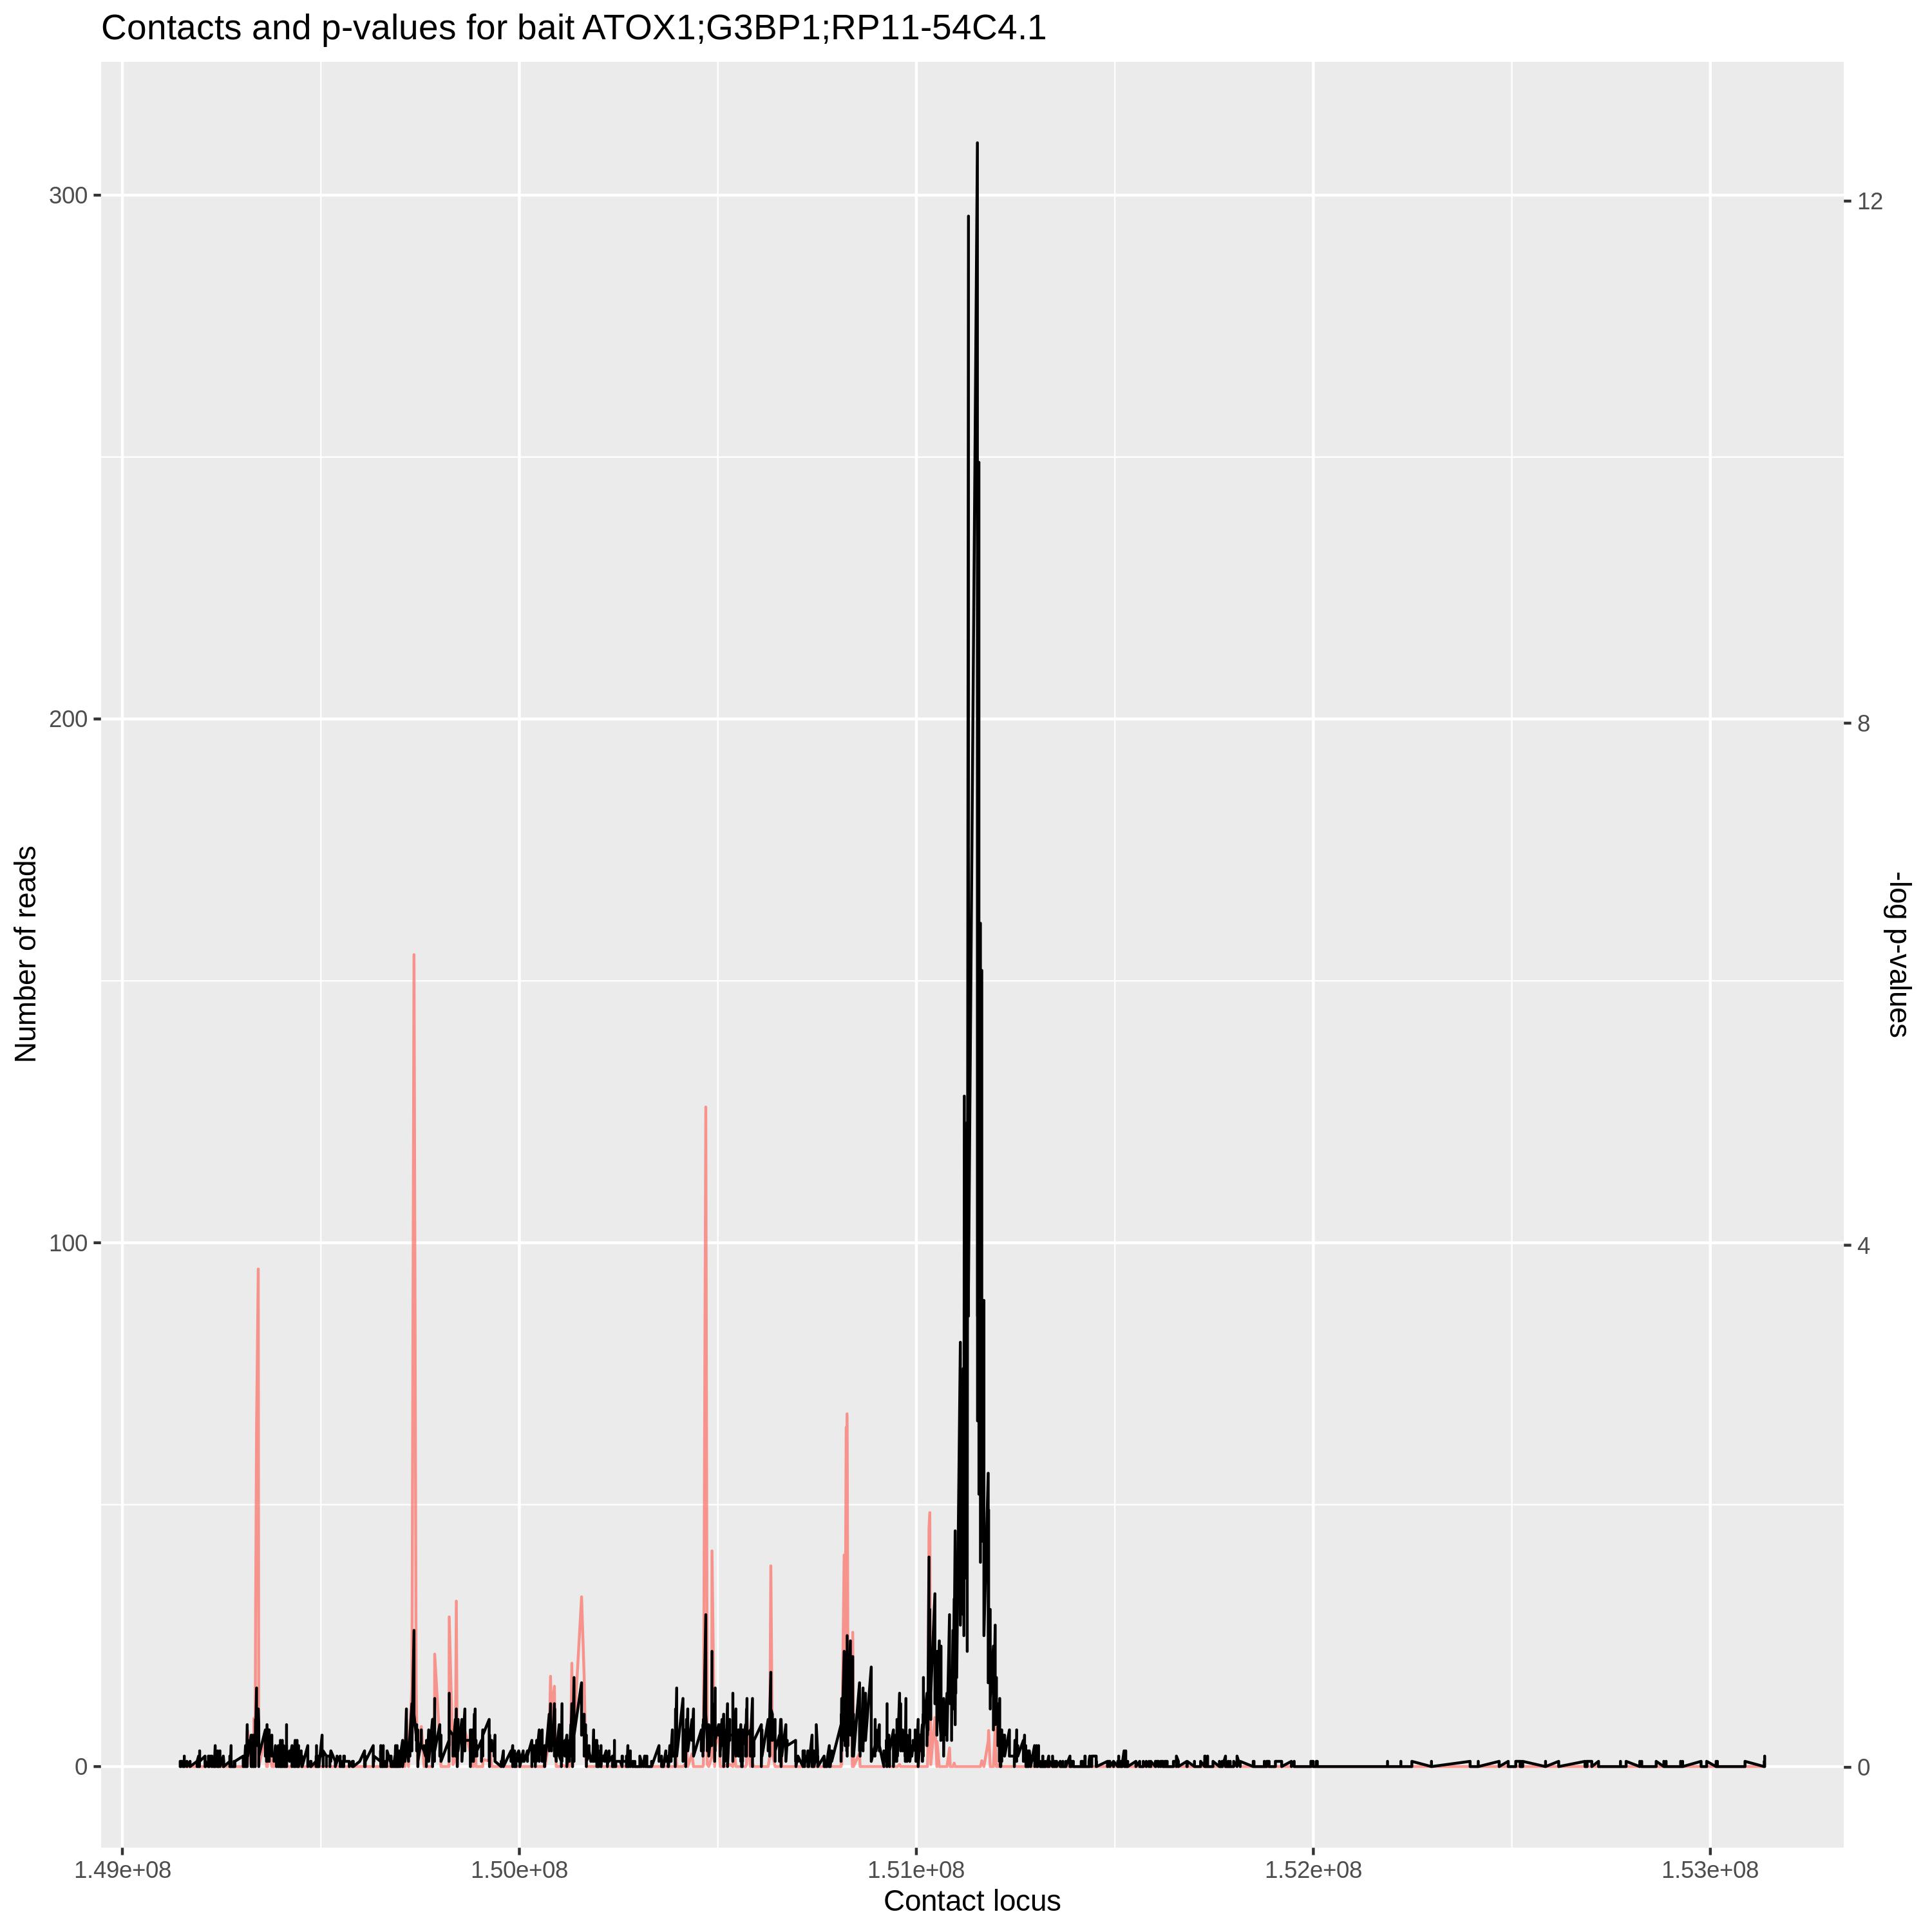 Contacts and p-values for bait ATOX1;G3BP1;RP11-54C4.1
300
200
100
0
Number of reads
12
8
4
0
-log p-values
1.49e+08
1.50e+08
1.51e+08
1.52e+08
1.53e+08
Contact locus